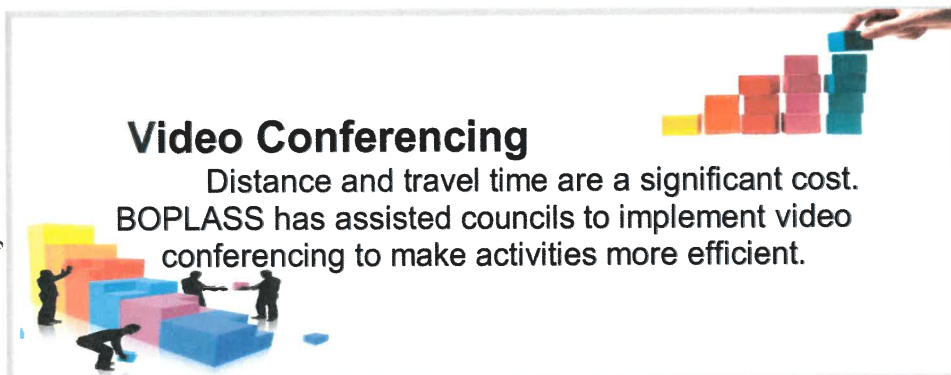 Video Conferencing
Distance and travel time are a significant cost.
BOPLASS has assisted councils to implement video
conferencing to make activities more efficient.